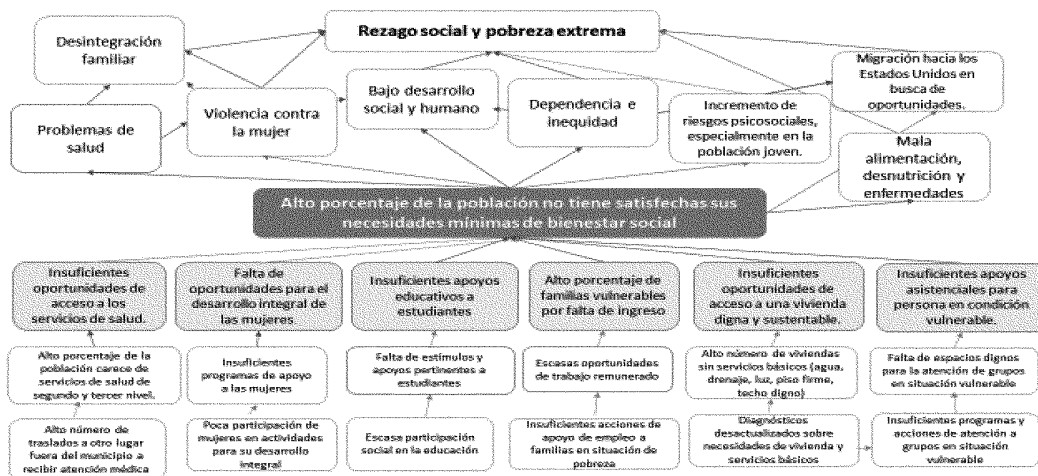 Rezago social y pobreza extrema
Desintegración
familiar
Migración hacia los
Estados Unidos en
busca de
oportunidades.
Problemas de
salud
Violencia contra
la mujer
Bajo desarrollo
social y humano
Dependencia e
inequidad
Incremento de
riesgos psicosociales,
especialmente en la
población joven.
Mala
alimentación,
desnutrición y
enfermedades
Alto porcentaje de la población no tiene satisfechas sus
necesidades mínimas de bienestar social
Insuficientes
oportunidades de
acceso a los
servicios de salud.
Falta de
oportunidades para el
desarrollo integral de
las mujeres
Insuficientes apoyos
educativos a
estudiantes
Alto porcentaje de
familias vulnerables
por falta de ingreso
Insuficientes
oportunidades de
acceso a una vivienda
digna y sustentable.
Insuficientes apoyos
asistenciales para
persona en condición
vulnerable.
Alto porcentaje de la
población carece de
servicios de salud de
segundo y tercer nivel.
Insuficientes
programas de apoyo
a las mujeres
Falta de estímulos y
apoyos pertinentes a
estudiantes
Escasas oportunidades
de trabajo remunerado
Alto número de viviendas
sin servicios básicos (agua,
drenaje, luz, piso firme,
techo digno)
Falta de espacios dignos
para la atención de grupos
en situación vulnerable
Alto número de
traslados a otro lugar
fuera del municipio a
recibir atención médica
Poca participación de
mujeres en actividades
para su desarrollo
integral
Escasa participación
social en la educación
Insuficientes acciones de
apoyo de empleo a
familias en situación de
pobreza
Diagnósticos
desactualizados sobre
necesidades de vivienda y
servicios básicos
Insuficientes programas y
acciones de atención a
grupos en situación
vulnerable